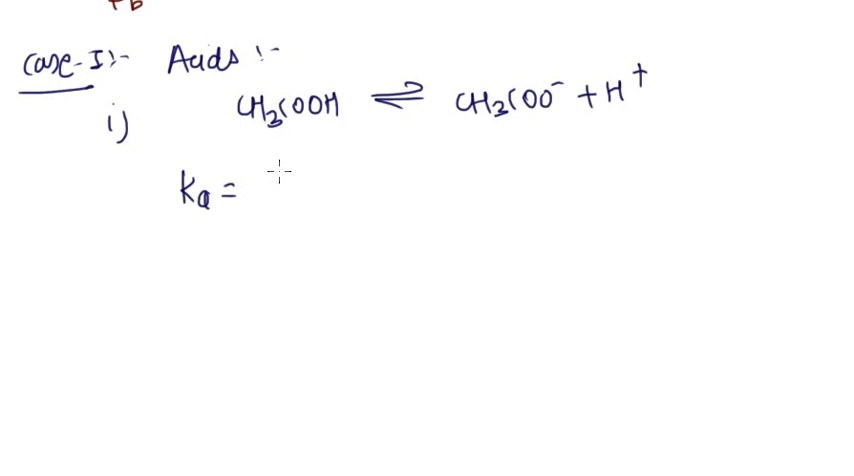 Case-I:- Acids :-
i) CH3COOH ⇌ CH3COO⁻ + H⁺
Ka =